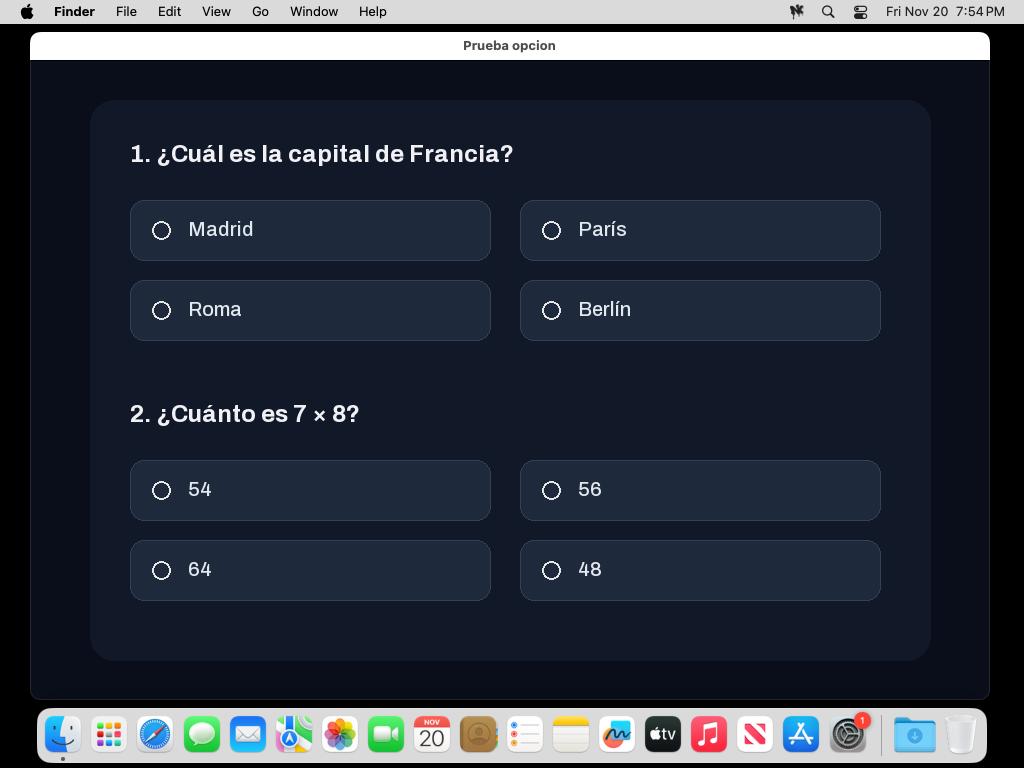 Finder File Edit View Go Window Help Fri Nov 20 7:54 PM
Prueba opcion
1. ¿Cuál es la capital de Francia?
Madrid París
Roma Berlín
2. ¿Cuánto es 7 × 8?
54 56
64 48
NOV
20
tv
1